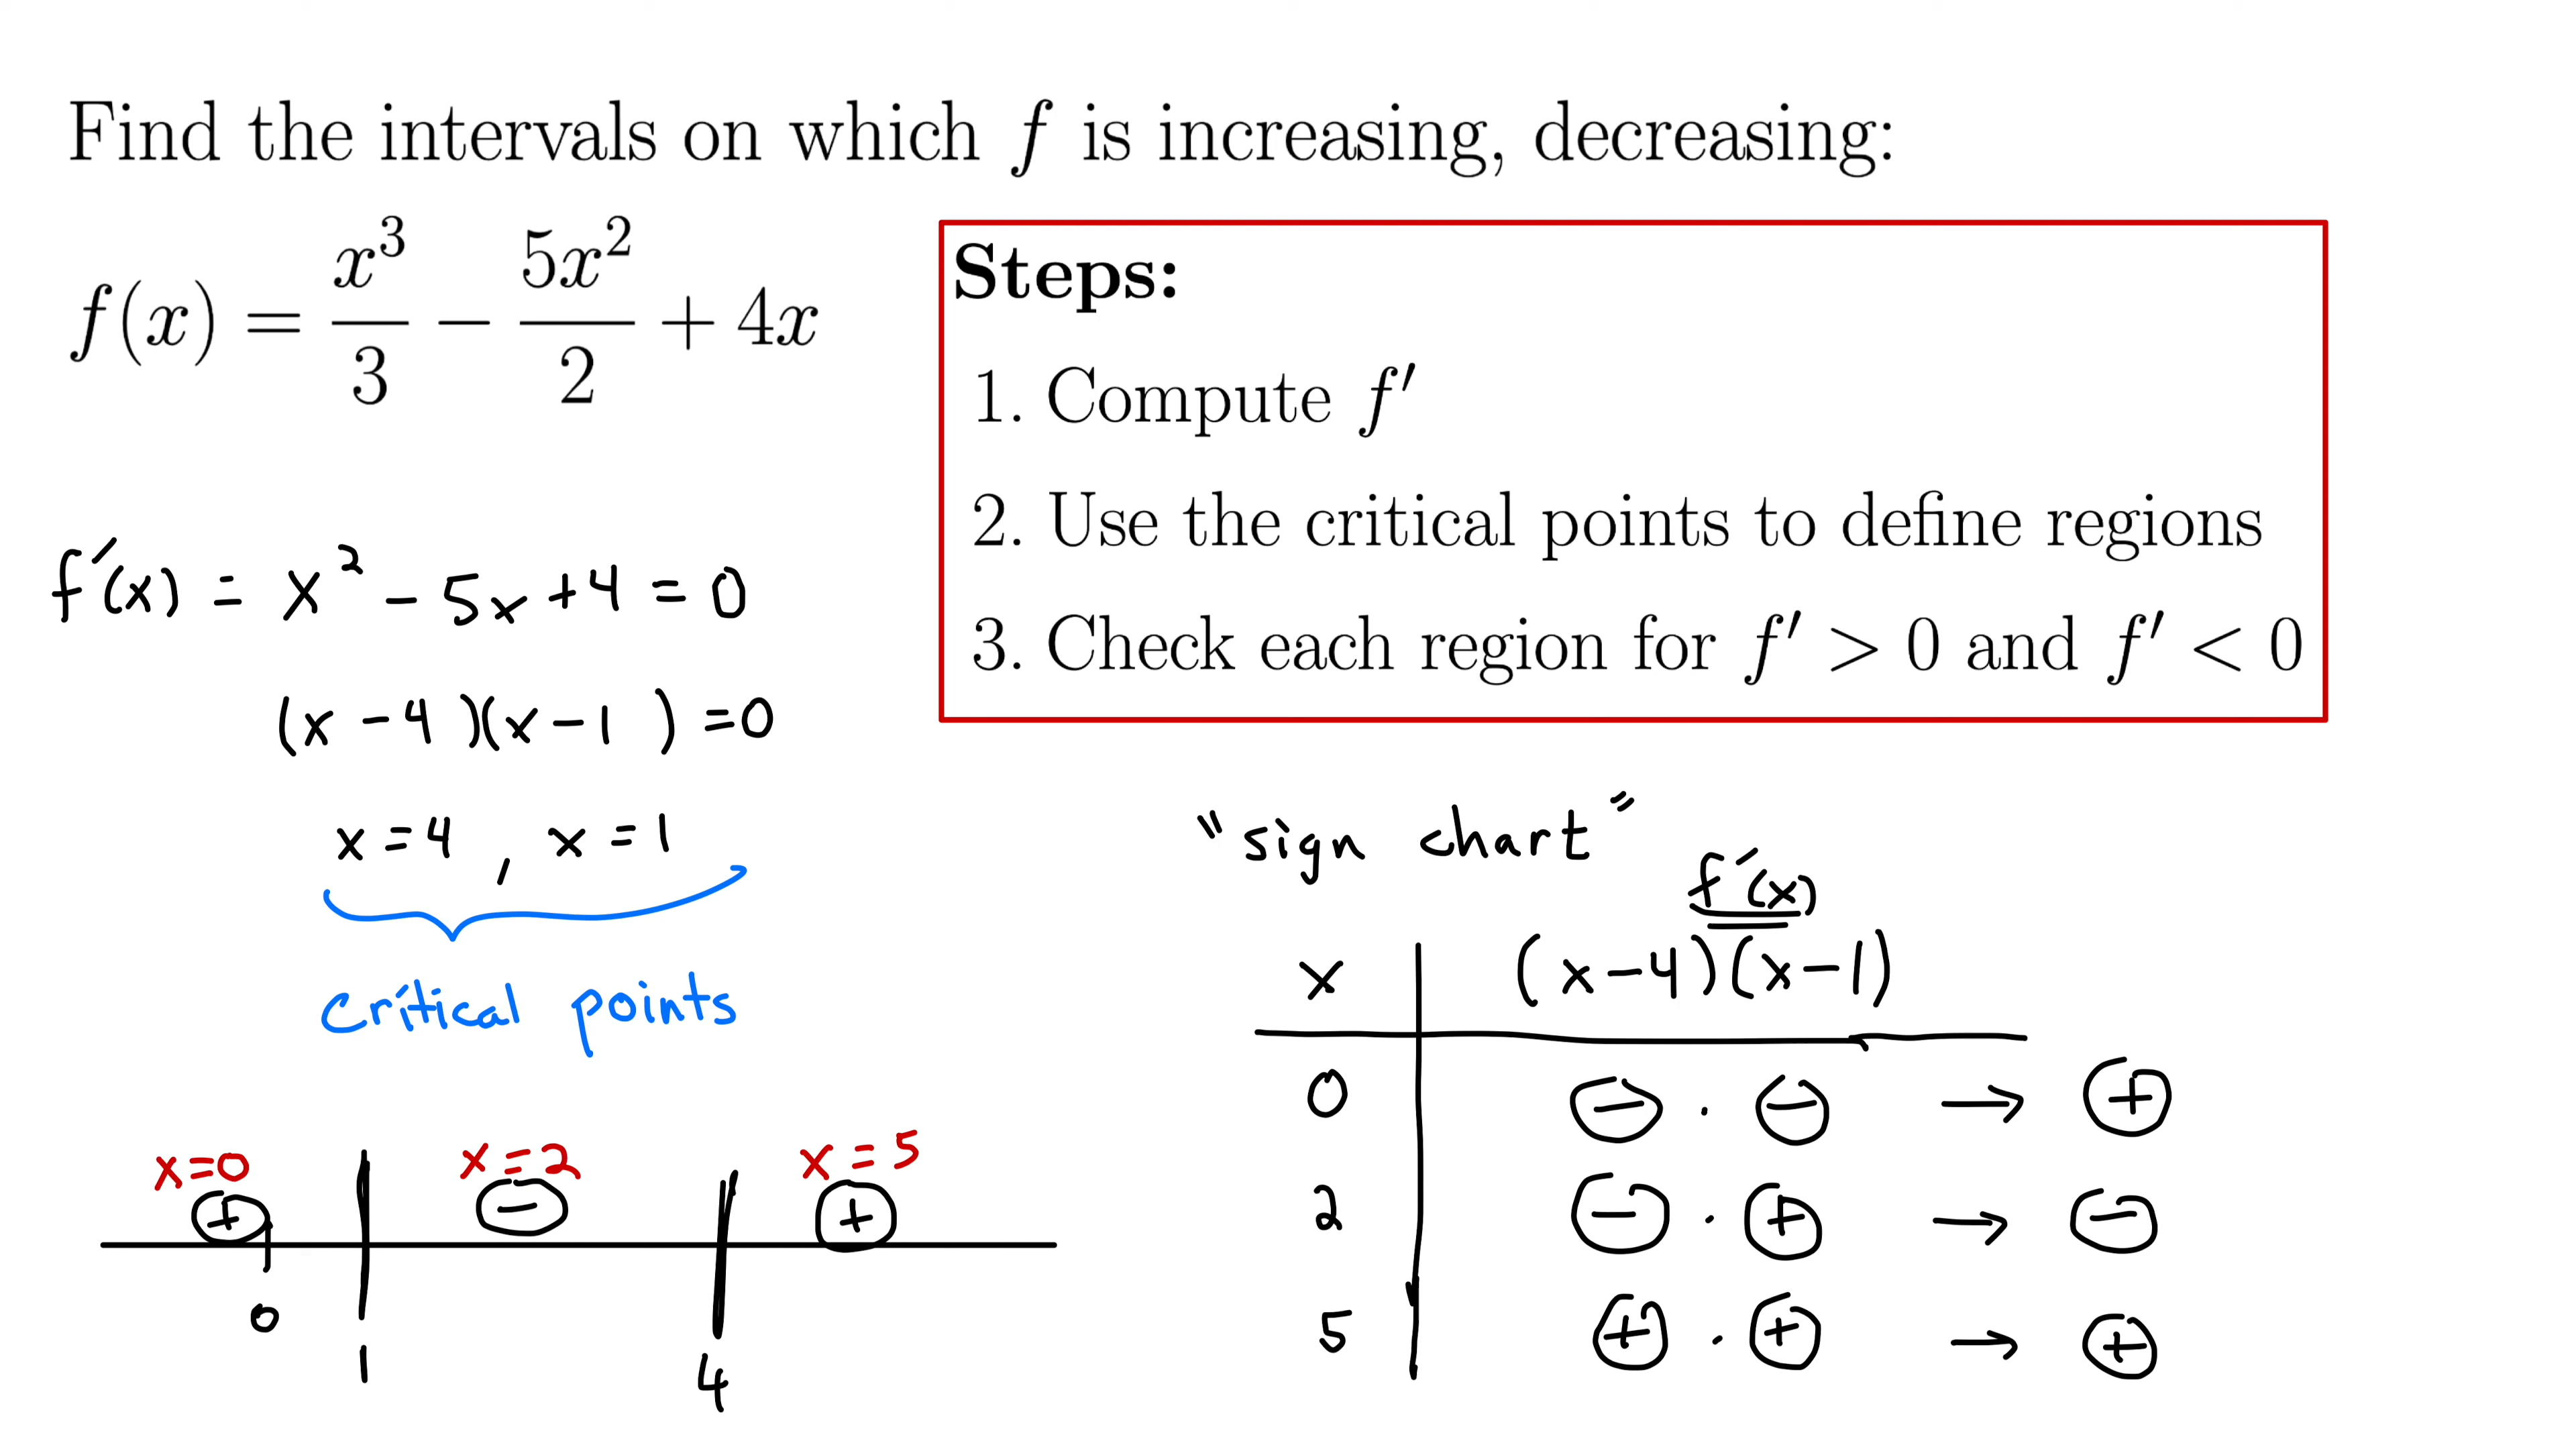 Find the intervals on which f is increasing, decreasing:
f(x) = x³/3 − 5x²/2 + 4x
Steps:
1. Compute f′
2. Use the critical points to define regions
3. Check each region for f′ > 0 and f′ < 0
f′(x) = x² − 5x + 4 = 0
(x − 4)(x − 1) = 0
x = 4 , x = 1
critical points
x=0 x=2 x=5
+ − +
0 1 4
"sign chart"
f′(x)
x (x−4)(x−1)
0 − · − → +
2 − · + → −
5 + · + → +